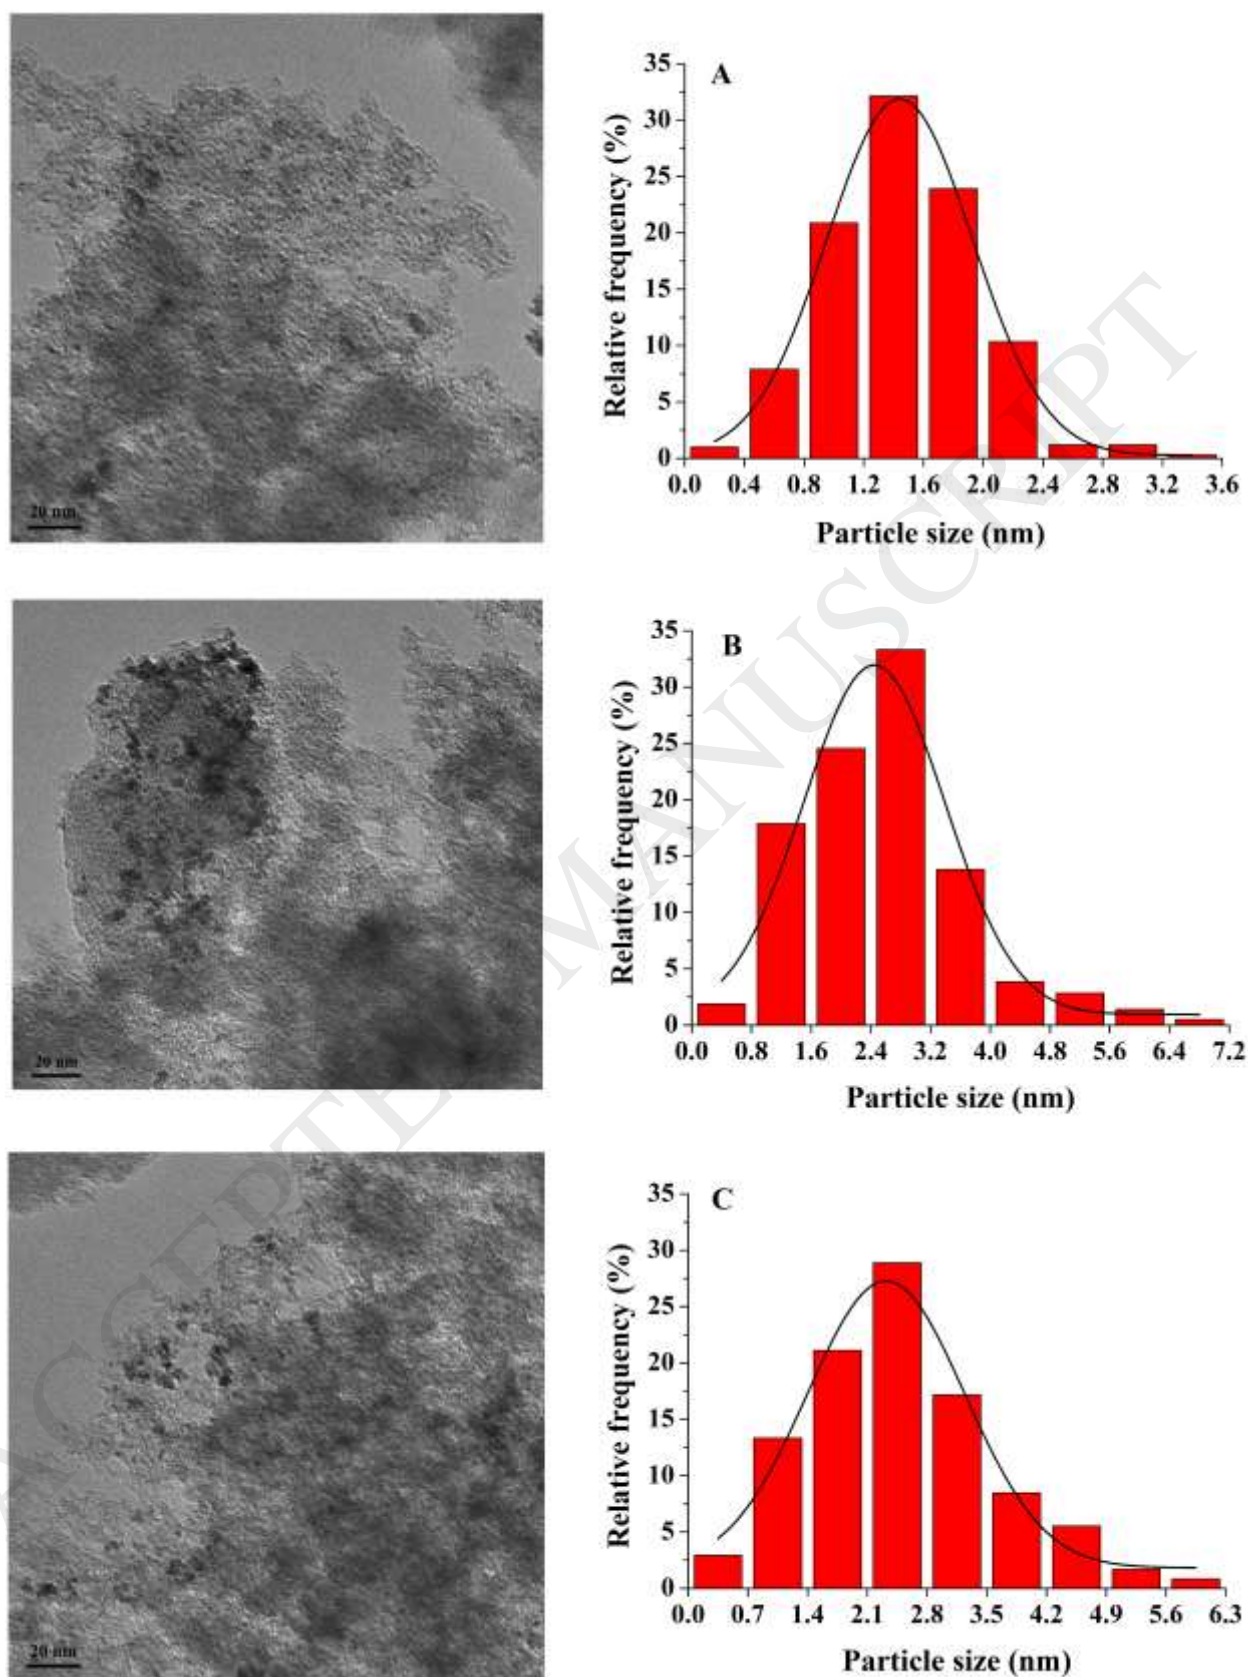 20 nm
A
35
30
25
20
15
10
5
0
Relative frequency (%)
0.0 0.4 0.8 1.2 1.6 2.0 2.4 2.8 3.2 3.6
Particle size (nm)
20 nm
B
35
30
25
20
15
10
5
0
Relative frequency (%)
0.0 0.8 1.6 2.4 3.2 4.0 4.8 5.6 6.4 7.2
Particle size (nm)
20 nm
C
35
30
25
20
15
10
5
0
Relative frequency (%)
0.0 0.7 1.4 2.1 2.8 3.5 4.2 4.9 5.6 6.3
Particle size (nm)
ACCEPTED MANUSCRIPT